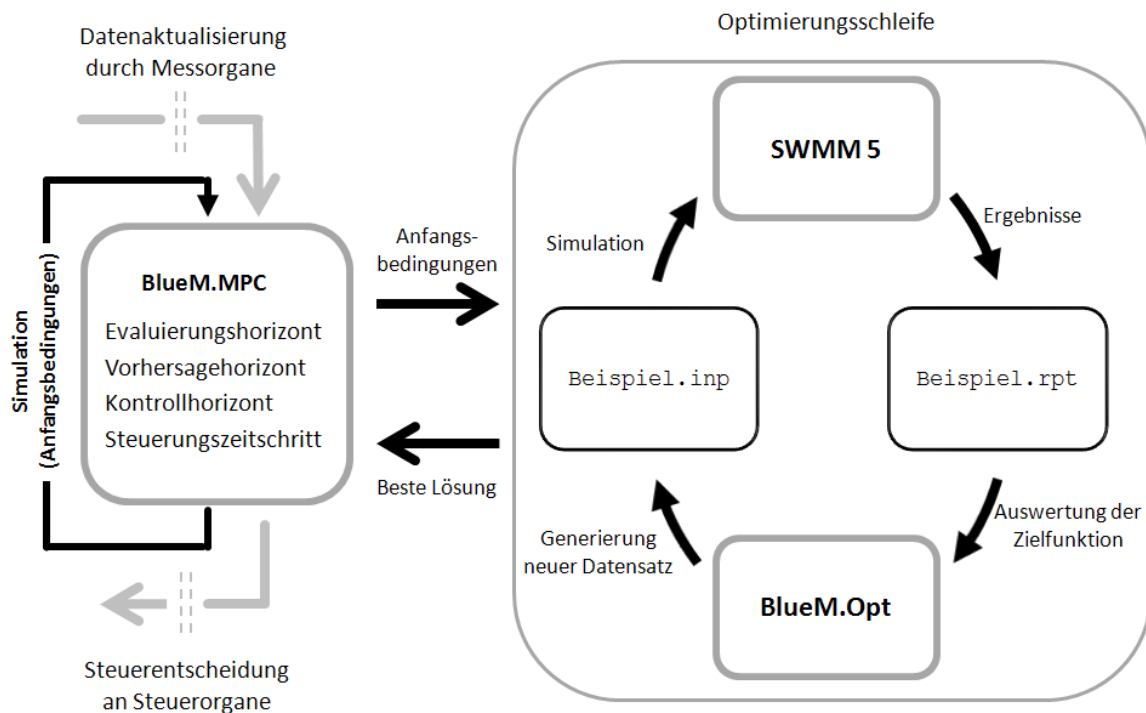 Datenaktualisierung
durch Messorgane
Simulation
(Anfangsbedingungen)
BlueM.MPC
Evaluierungshorizont
Vorhersagehorizont
Kontrollhorizont
Steuerungszeitschritt
Steuerentscheidung
an Steuerorgane
Anfangs-
bedingungen
Beste Lösung
Optimierungsschleife
SWMM 5
Simulation
Ergebnisse
Beispiel.inp
Beispiel.rpt
Generierung
neuer Datensatz
Auswertung der
Zielfunktion
BlueM.Opt